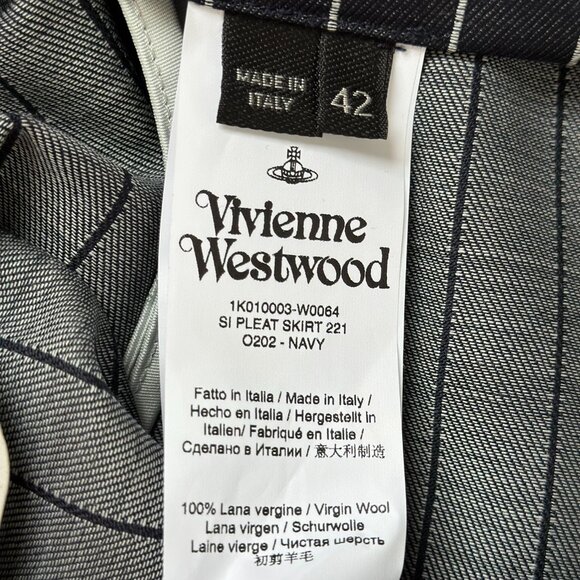 MADE IN
ITALY
42
Vivienne
Westwood
1K010003-W0064
SI PLEAT SKIRT 221
O202 - NAVY
Fatto in Italia / Made in Italy /
Hecho en Italia / Hergestellt in
Italien/ Fabriqué en Italie /
Сделано в Италии / 意大利制造
100% Lana vergine / Virgin Wool
Lana virgen / Schurwolle
Laine vierge / Чистая шерсть
初剪羊毛